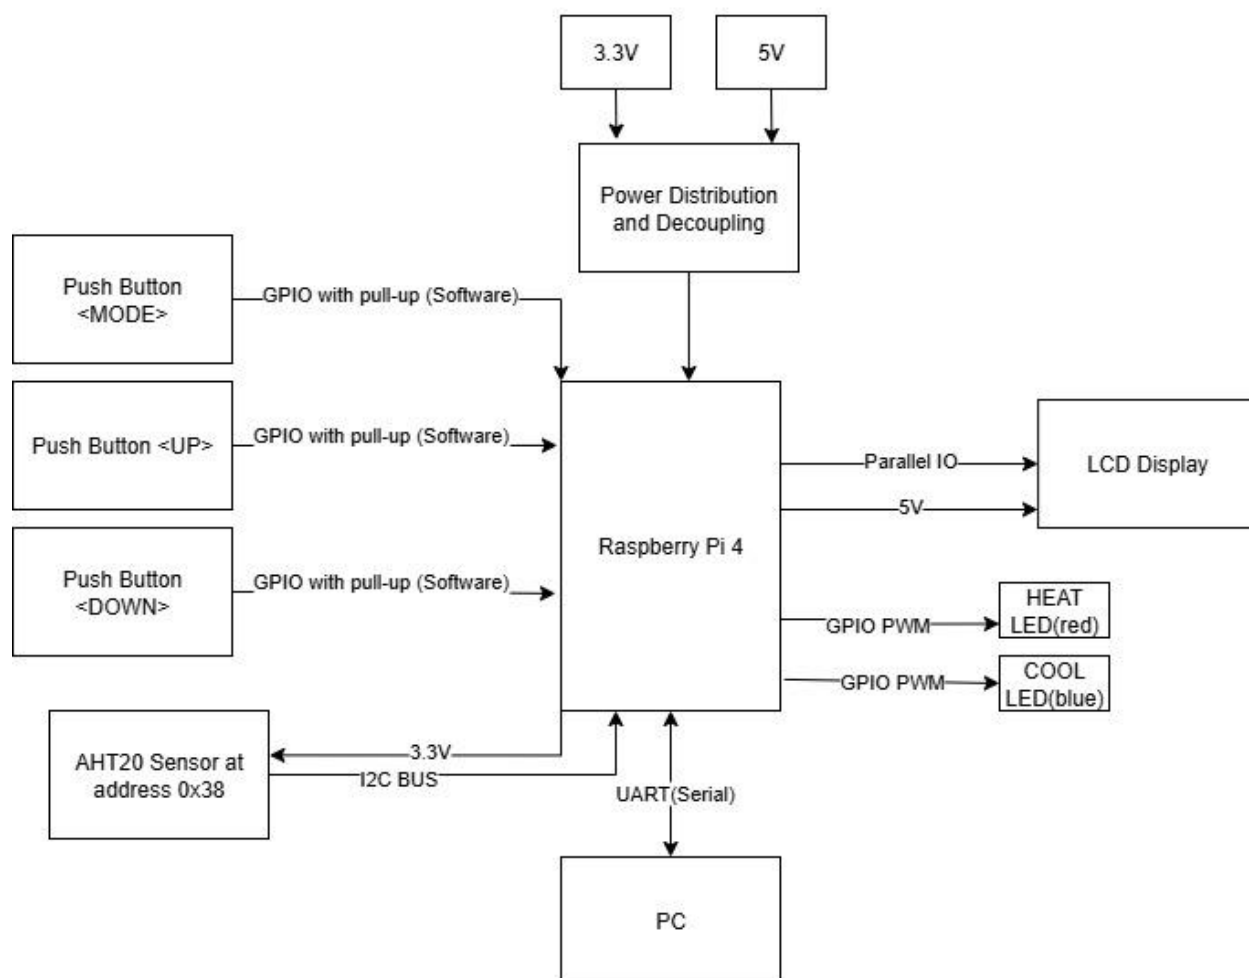 3.3V
5V
Power Distribution
and Decoupling
Push Button
<MODE>
GPIO with pull-up (Software)
Push Button <UP>
GPIO with pull-up (Software)
Push Button
<DOWN>
GPIO with pull-up (Software)
Raspberry Pi 4
Parallel IO
5V
LCD Display
GPIO PWM
HEAT
LED(red)
GPIO PWM
COOL
LED(blue)
AHT20 Sensor at
address 0x38
3.3V
I2C BUS
UART(Serial)
PC